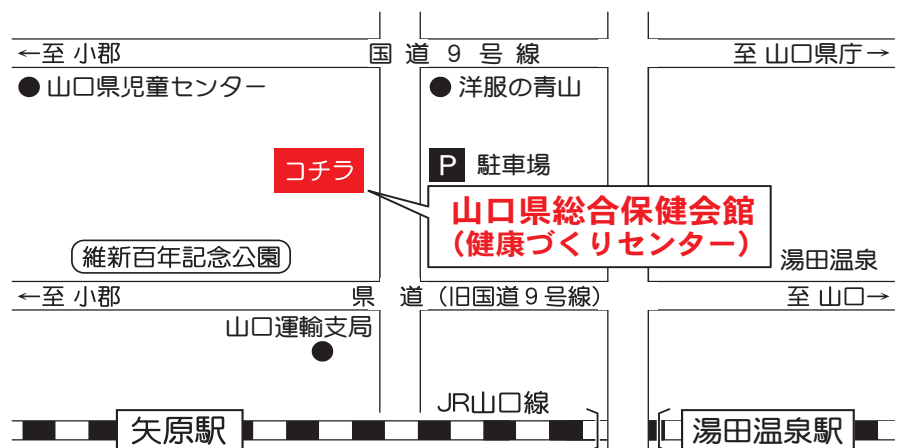 ←至 小郡
国道9号線
至 山口県庁→
●山口県児童センター
●洋服の青山
コチラ
P 駐車場
山口県総合保健会館
(健康づくりセンター)
維新百年記念公園
湯田温泉
←至 小郡
県 道(旧国道9号線)
至 山口→
山口運輸支局
JR山口線
矢原駅
湯田温泉駅